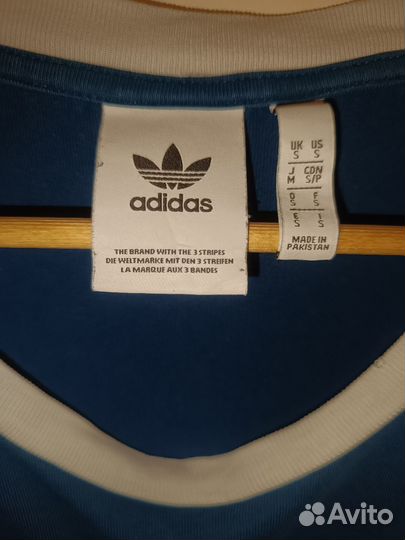 adidas
THE BRAND WITH THE 3 STRIPES
DIE WELTMARKE MIT DEN 3 STREIFEN
LA MARQUE AUX 3 BANDES
UK US
S S
J CDN
M S/P
D F
S S
E I
S S
MADE IN
PAKISTAN
Avito